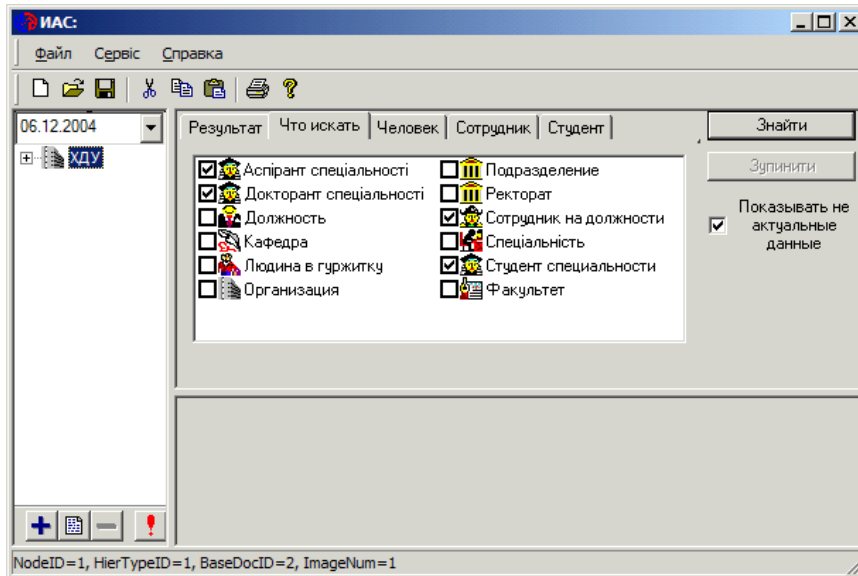 ИАС:
Файл Сервіс Справка
06.12.2004
ХДУ
Результат Что искать Человек Сотрудник Студент
Аспірант спеціальності
Докторант спеціальності
Должность
Кафедра
Людина в гуржитку
Организация
Подразделение
Ректорат
Сотрудник на должности
Спеціальність
Студент специальности
Факультет
Знайти
Зупинити
Показывать не
актуальные
данные
NodeID=1, HierTypeID=1, BaseDocID=2, ImageNum=1